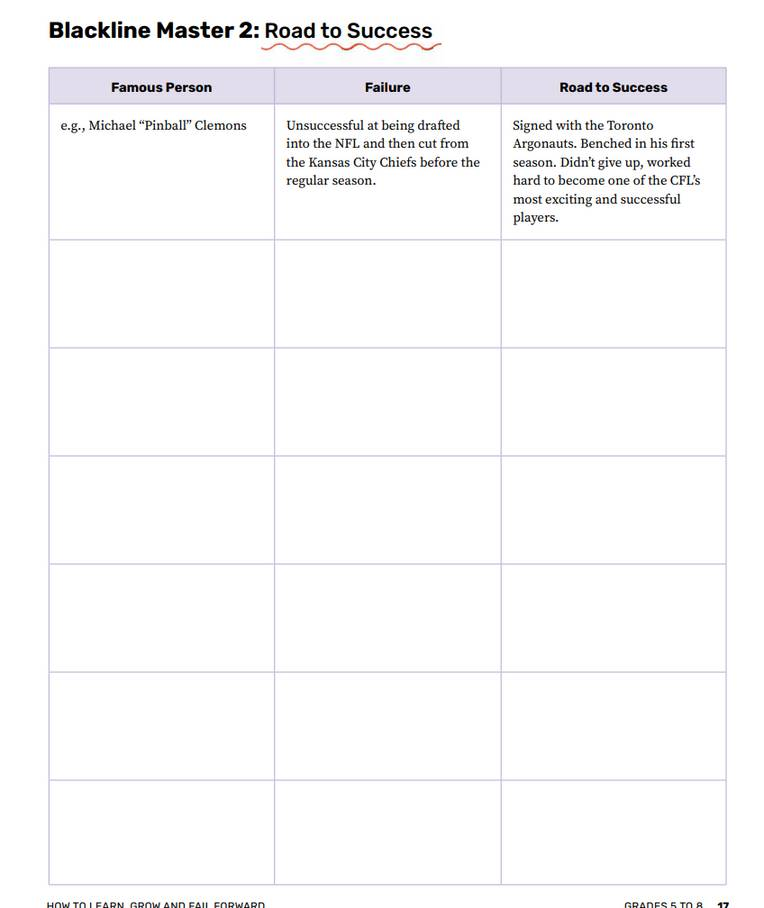 Blackline Master 2: Road to Success
Famous Person
Failure
Road to Success
e.g., Michael “Pinball” Clemons
Unsuccessful at being drafted
into the NFL and then cut from
the Kansas City Chiefs before the
regular season.
Signed with the Toronto
Argonauts. Benched in his first
season. Didn’t give up, worked
hard to become one of the CFL’s
most exciting and successful
players.
HOW TO LEARN, GROW AND FAIL FORWARD
GRADES 5 TO 8 17